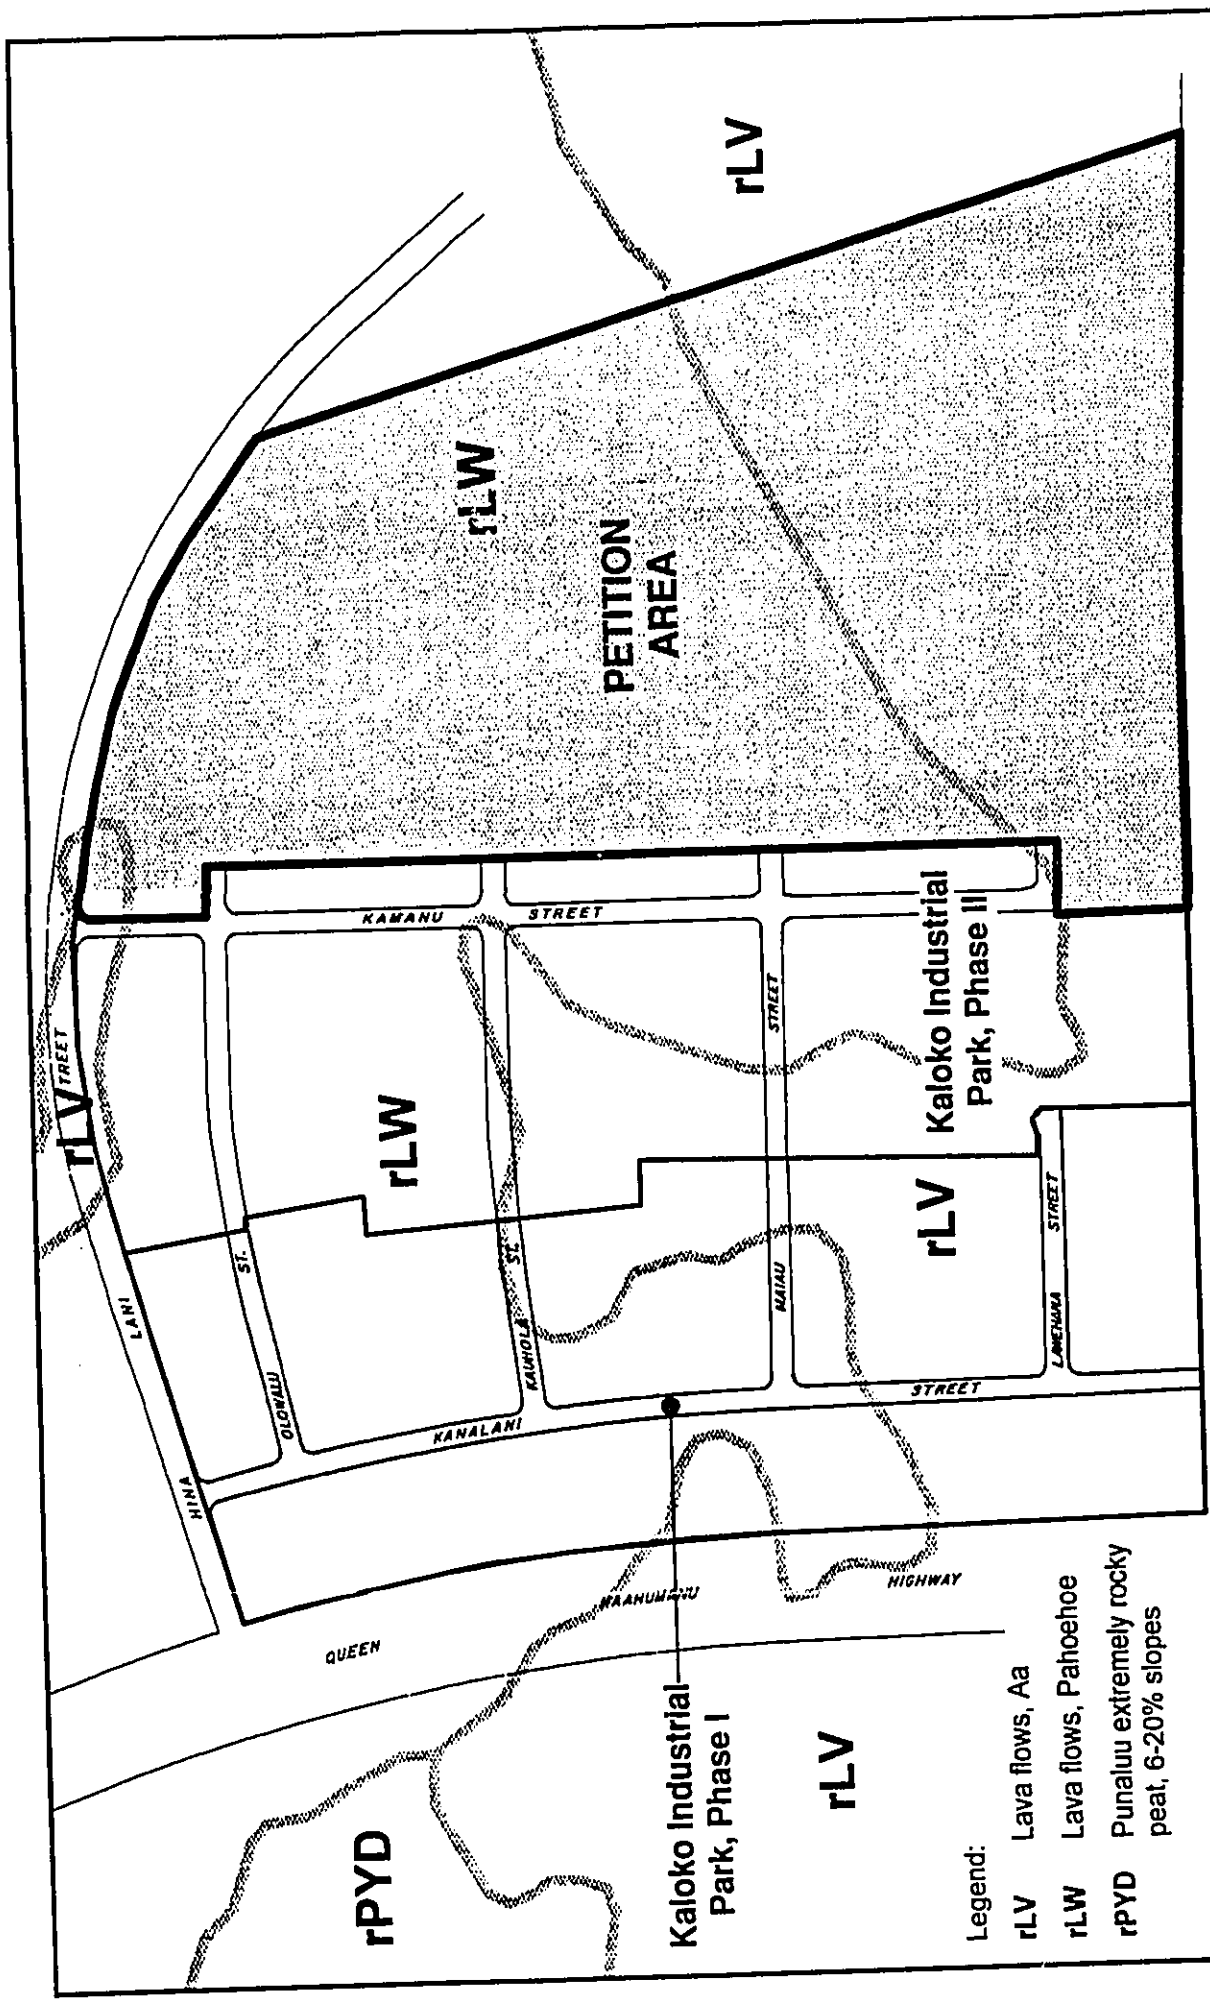 rPYD
QUEEN
KAAHUMANU
HIGHWAY
Kaloko Industrial
Park, Phase I
rLV
HINA
LANI
TREET
rLV
OLOWALU
ST.
KANALANI
STREET
KAUHOLA
ST.
rLW
MAIAU
STREET
rLV
LAWEHANA
STREET
KAMANU
STREET
Kaloko Industrial
Park, Phase II
rLW
PETITION
AREA
rLV
Legend:
rLV Lava flows, Aa
rLW Lava flows, Pahoehoe
rPYD Punaluu extremely rocky
peat, 6-20% slopes